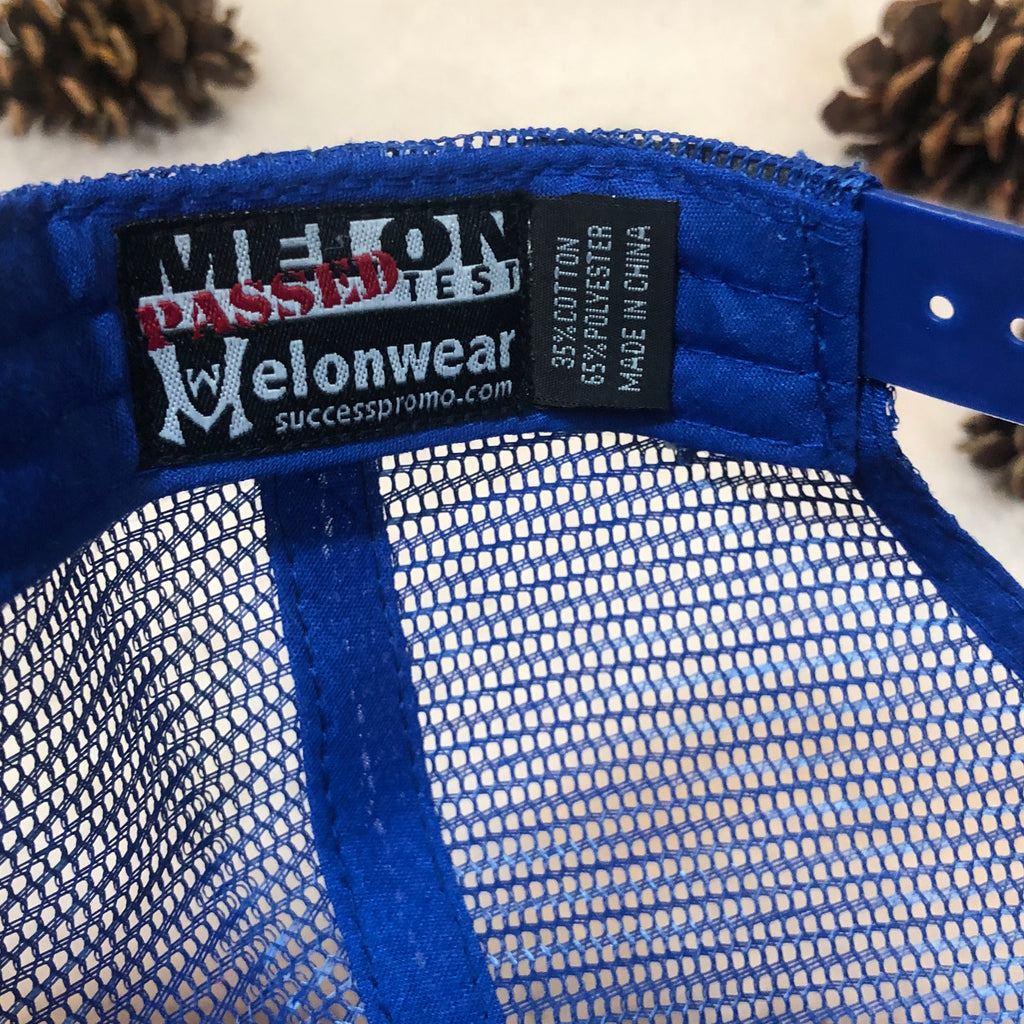 MELON
PASSED
TEST
Melonwear
successpromo.com
35% COTTON
65% POLYESTER
MADE IN CHINA